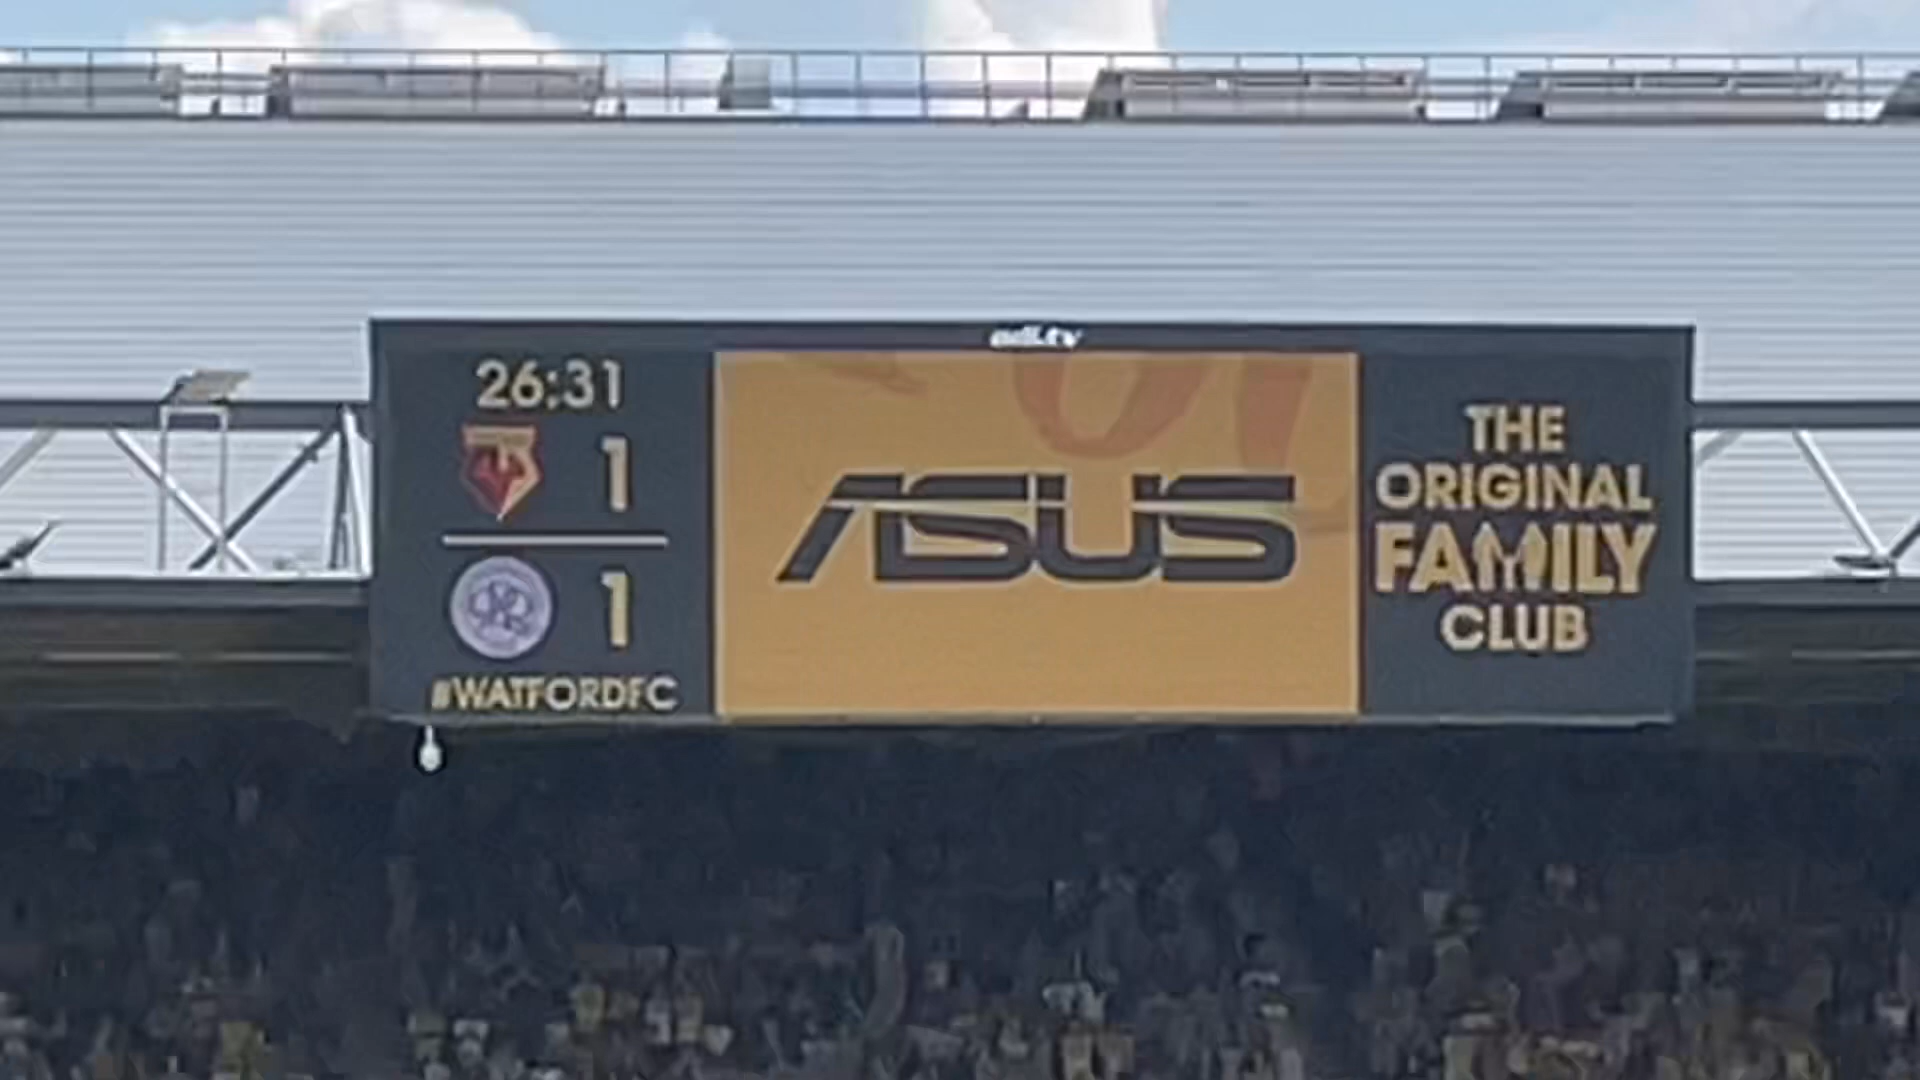 adi.tv
26:31
1
1
#WATFORDFC
ASUS
THE
ORIGINAL
FAMILY
CLUB